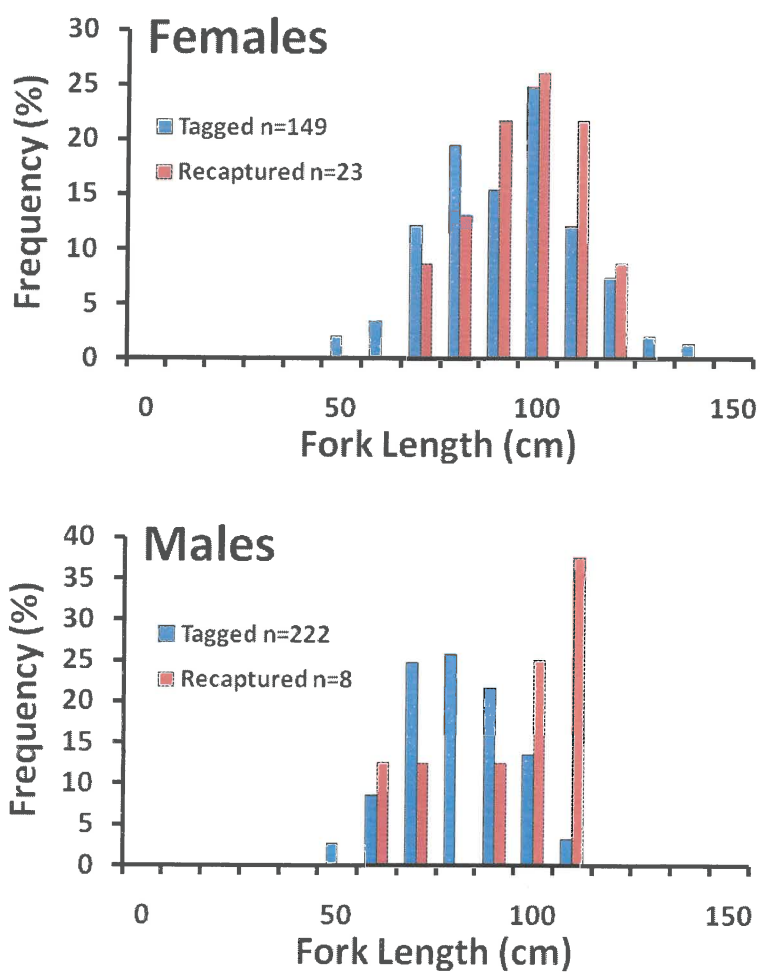 Females
30
25
20
15
10
5
0
Frequency (%)
Tagged n=149
Recaptured n=23
0 50 100 150
Fork Length (cm)
Males
40
35
30
25
20
15
10
5
0
Frequency (%)
Tagged n=222
Recaptured n=8
0 50 100 150
Fork Length (cm)